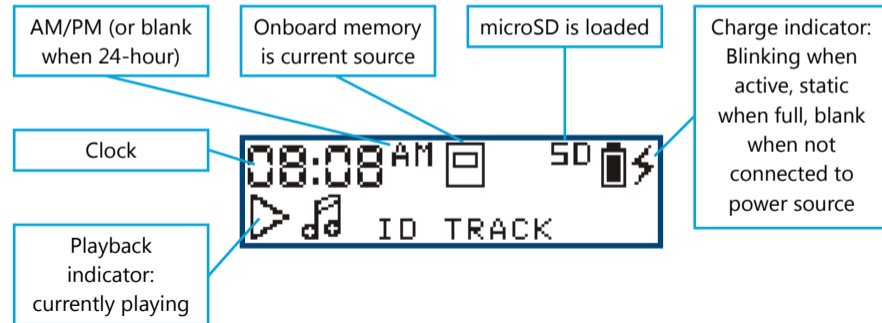 AM/PM (or blank
when 24-hour)
Onboard memory
is current source
microSD is loaded
Charge indicator:
Blinking when
active, static
when full, blank
when not
connected to
power source
Clock
08:08 AM SD
ID TRACK
Playback
indicator:
currently playing